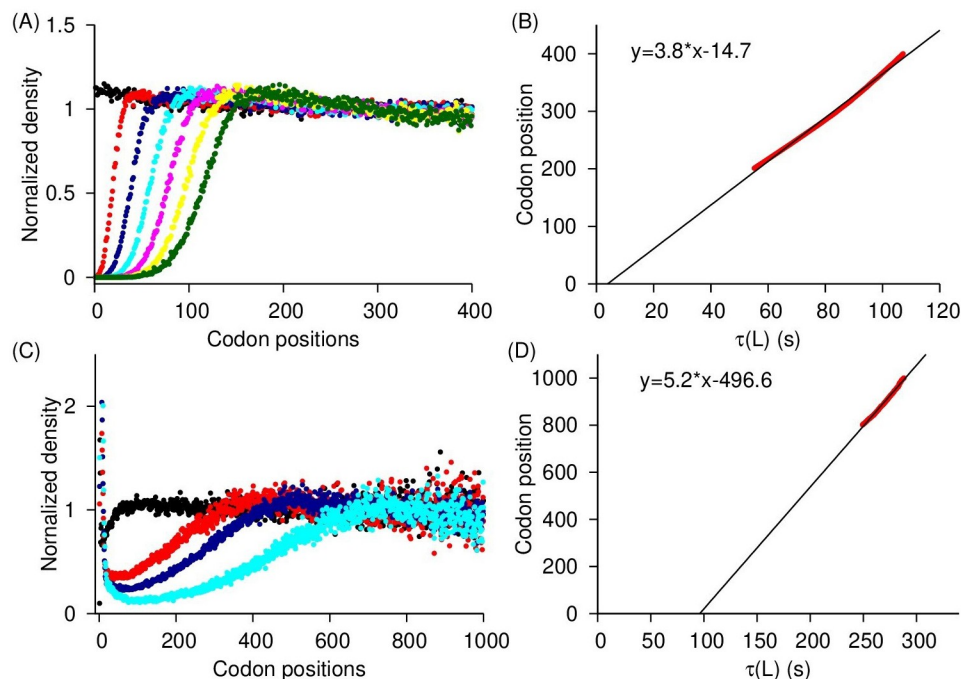 (A)
Normalized density
1.5
1
0.5
0
0 100 200 300 400
Codon positions
(B)
y=3.8*x-14.7
Codon position
400
300
200
100
0
0 20 40 60 80 100 120
τ(L) (s)
(C)
Normalized density
2
1
0
0 200 400 600 800 1000
Codon positions
(D)
y=5.2*x-496.6
Codon position
1000
800
600
400
200
0
0 50 100 150 200 250 300
τ(L) (s)